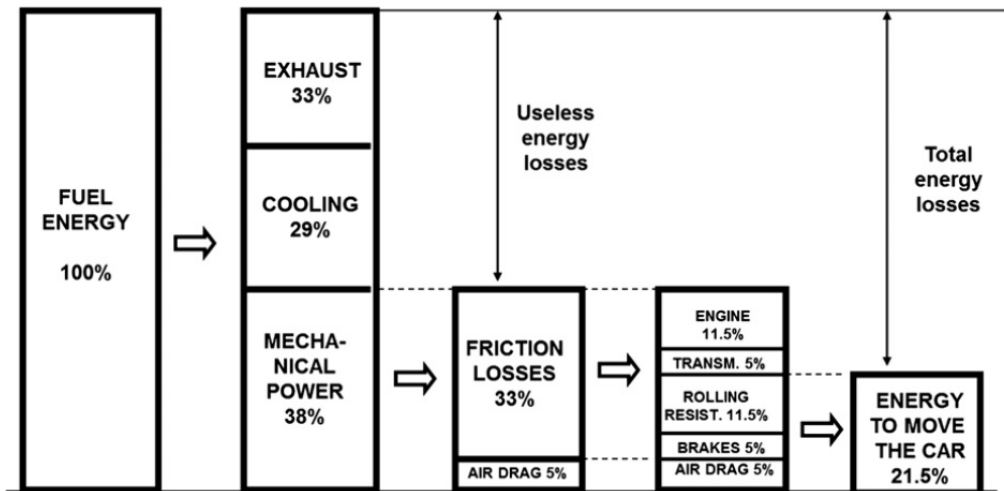 FUEL
ENERGY
100%
EXHAUST
33%
COOLING
29%
MECHA-
NICAL
POWER
38%
Useless
energy
losses
FRICTION
LOSSES
33%
AIR DRAG 5%
ENGINE
11.5%
TRANSM. 5%
ROLLING
RESIST. 11.5%
BRAKES 5%
AIR DRAG 5%
Total
energy
losses
ENERGY
TO MOVE
THE CAR
21.5%